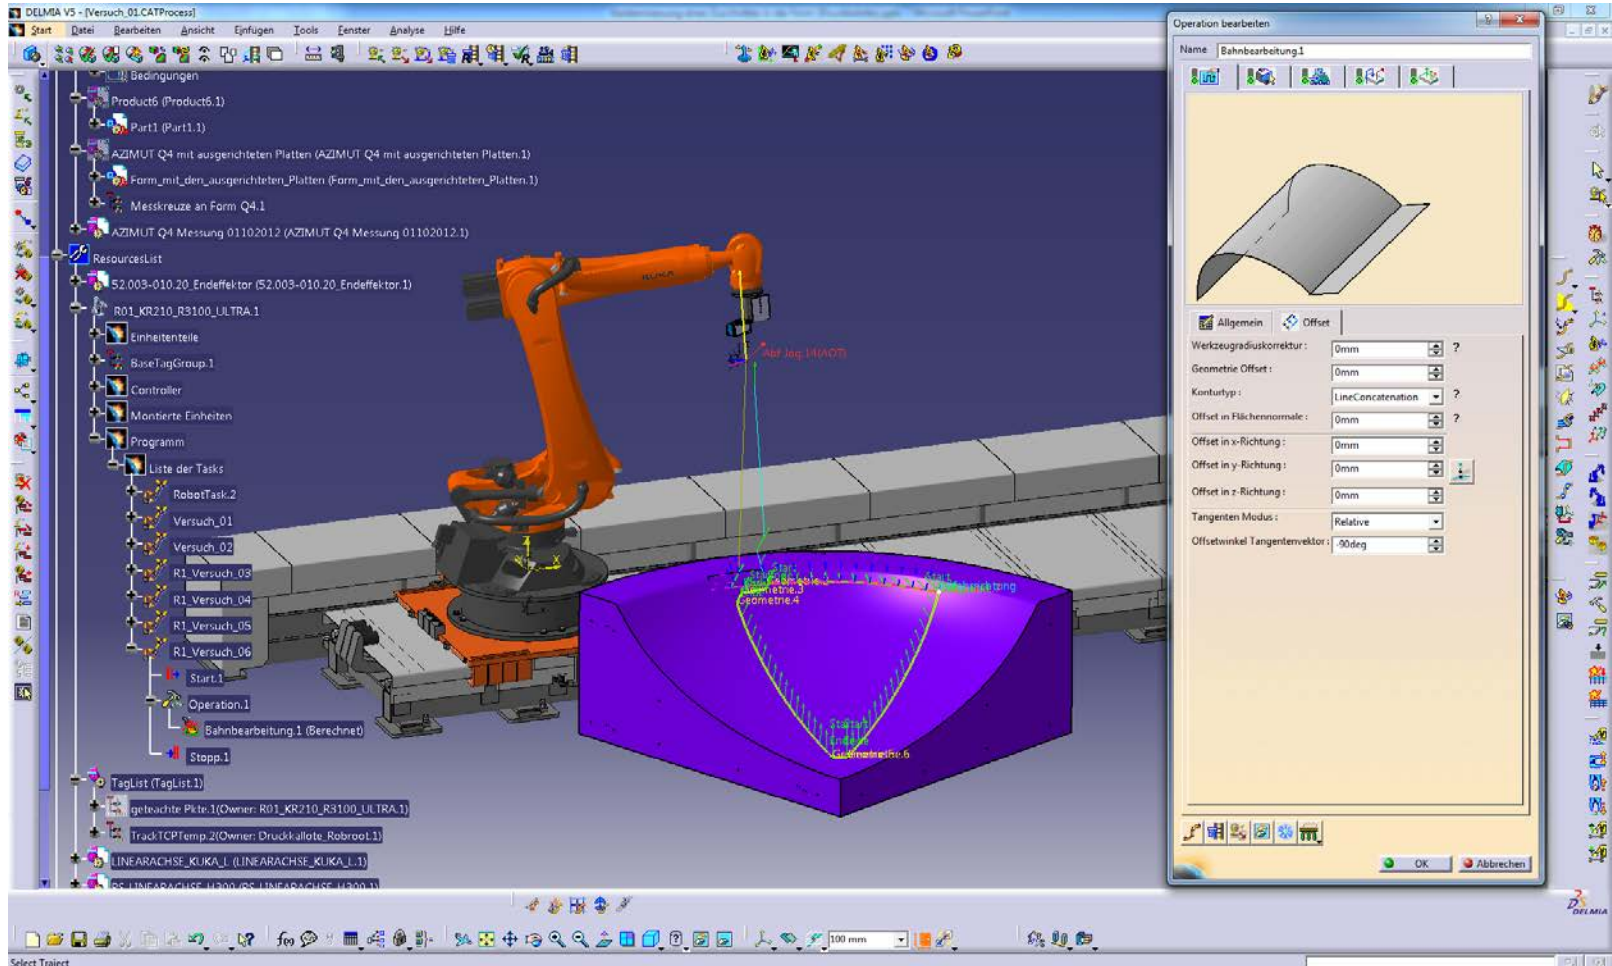 DELMIA V5 - [Versuch_01.CATProcess]
Start Datei Bearbeiten Ansicht Einfügen Tools Fenster Analyse Hilfe
Bedingungen
Product6 (Product6.1)
Part1 (Part1.1)
AZIMUT Q4 mit ausgerichteten Platten (AZIMUT Q4 mit ausgerichteten Platten.1)
Form_mit_den_ausgerichteten_Platten (Form_mit_den_ausgerichteten_Platten.1)
Messkreuze an Form Q4.1
AZIMUT Q4 Messung 01102012 (AZIMUT Q4 Messung 01102012.1)
ResourcesList
52.003-010.20_Endeffektor (52.003-010.20_Endeffektor.1)
R01_KR210_R3100_ULTRA.1
Einheitenteile
BaseTagGroup.1
Controller
Montierte Einheiten
Programm
Liste der Tasks
RobotTask.2
Versuch_01
Versuch_02
R1_Versuch_03
R1_Versuch_04
R1_Versuch_05
R1_Versuch_06
Start.1
Operation.1
Bahnbearbeitung.1 (Berechnet)
Stopp.1
TagList (TagList.1)
geteachte Pkte.1(Owner: R01_KR210_R3100_ULTRA.1)
TrackTCPTemp.2(Owner: Druckkallote_Robroot.1)
LINEARACHSE_KUKA_L (LINEARACHSE_KUKA_L.1)
RS_LINEARACHSE_H300 (RS_LINEARACHSE_H300.1)
Z
X
Start
Geometrie.3
Geometrie.4
Start
Operation bearbeiten
Name Bahnbearbeitung.1
Allgemein Offset
Werkzeugradiuskorrektur : 0mm ?
Geometrie Offset : 0mm
Konturtyp : LineConcatenation ?
Offset in Flächennormale : 0mm ?
Offset in x-Richtung : 0mm
Offset in y-Richtung : 0mm
Offset in z-Richtung : 0mm
Tangenten Modus : Relative
Offsetwinkel Tangentenvektor : -90deg
OK Abbrechen
DELMIA
100 mm
Select Traject